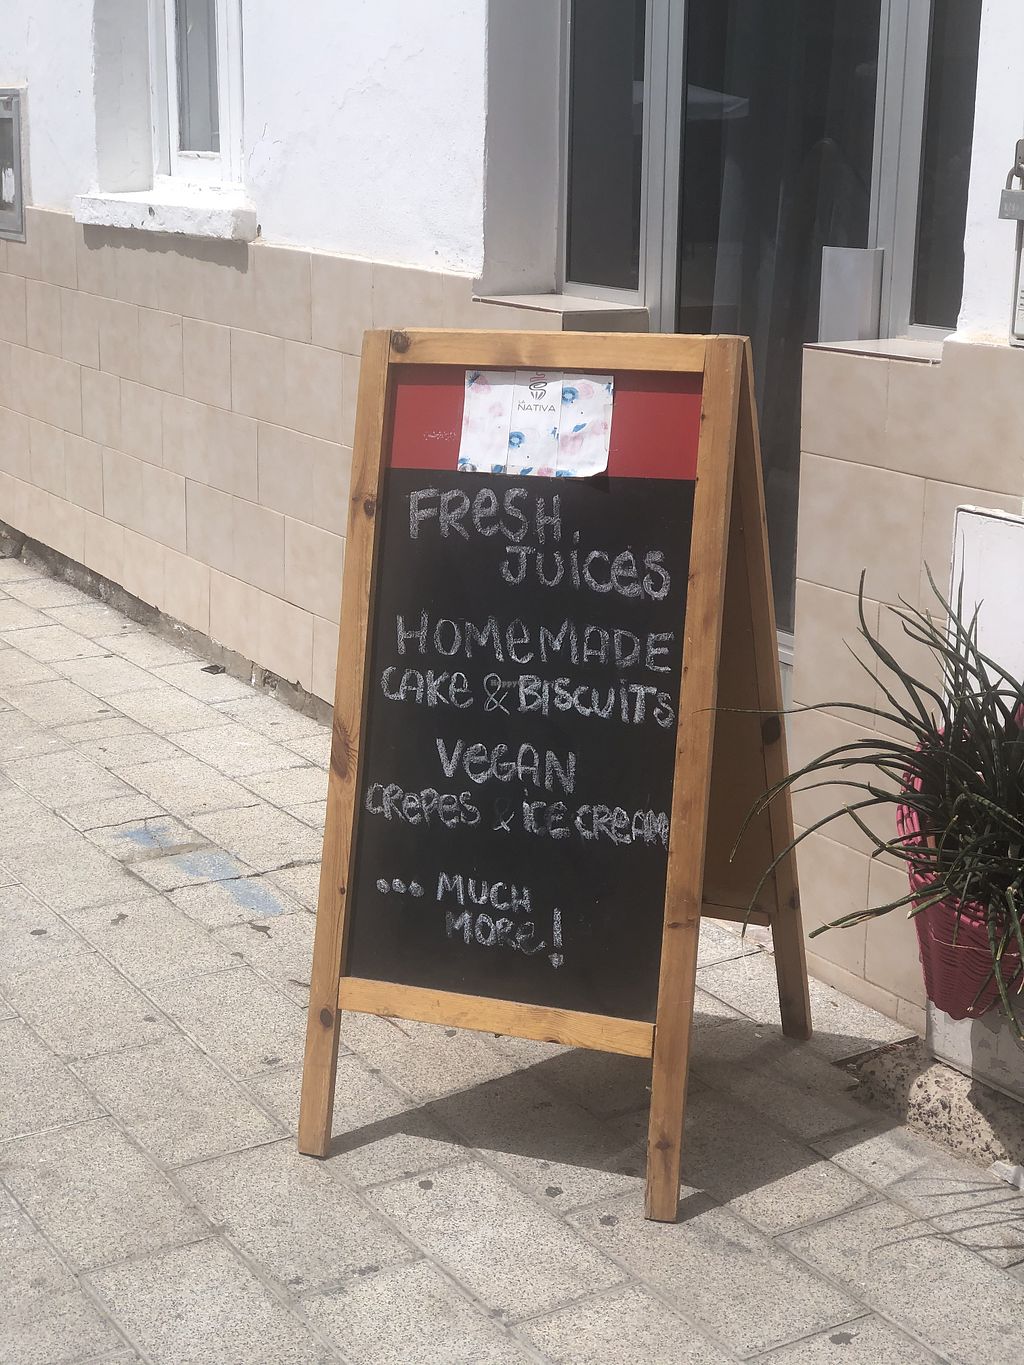 LA
ÑATIVA
FResH
JUiCes
HOMeMADE
CAKe & BISCUiTS
VeGAN
CRePES & iCE CREAM
... MUCH
MORe!